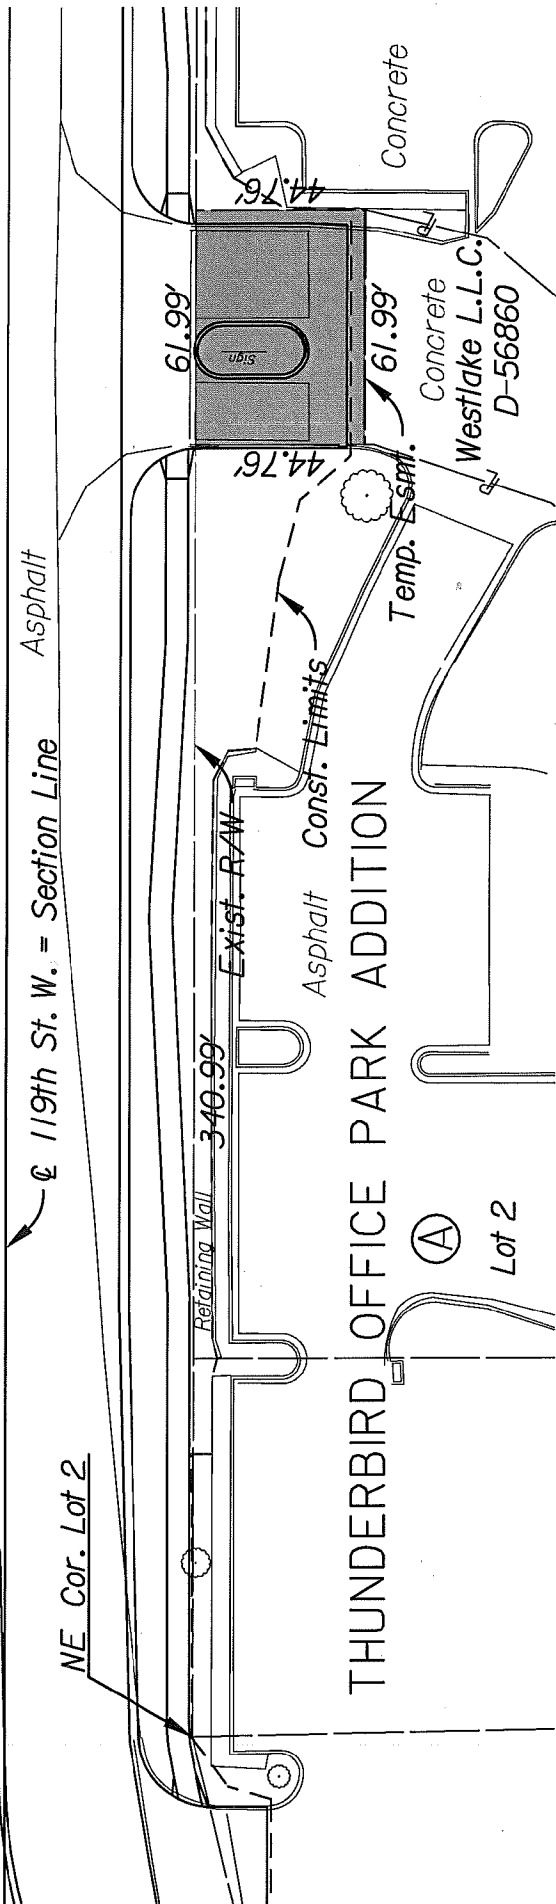 ℄ 119th St. W. = Section Line
Asphalt
NE Cor. Lot 2
Retaining Wall
340.99'
Exist. R/W
Const. Limits
Asphalt
61.99'
44.76'
44.76'
61.99'
Sign
Temp. Esmt.
Concrete
Concrete
Westlake L.L.C.
D-56860
THUNDERBIRD OFFICE PARK ADDITION
A
Lot 2